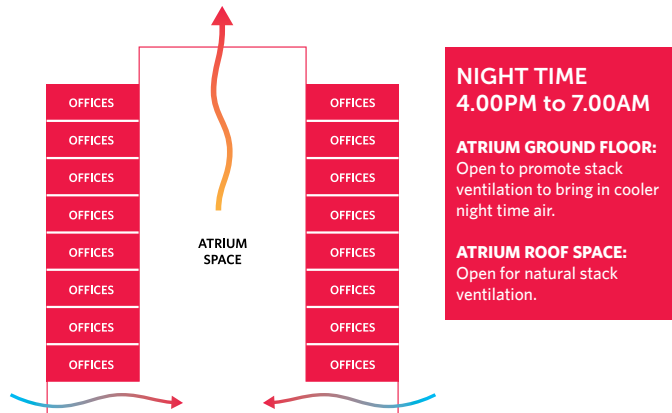 OFFICES
OFFICES
OFFICES
OFFICES
OFFICES
OFFICES
OFFICES
OFFICES
ATRIUM
SPACE
OFFICES
OFFICES
OFFICES
OFFICES
OFFICES
OFFICES
OFFICES
OFFICES
NIGHT TIME
4.00PM to 7.00AM
ATRIUM GROUND FLOOR:
Open to promote stack
ventilation to bring in cooler
night time air.
ATRIUM ROOF SPACE:
Open for natural stack
ventilation.